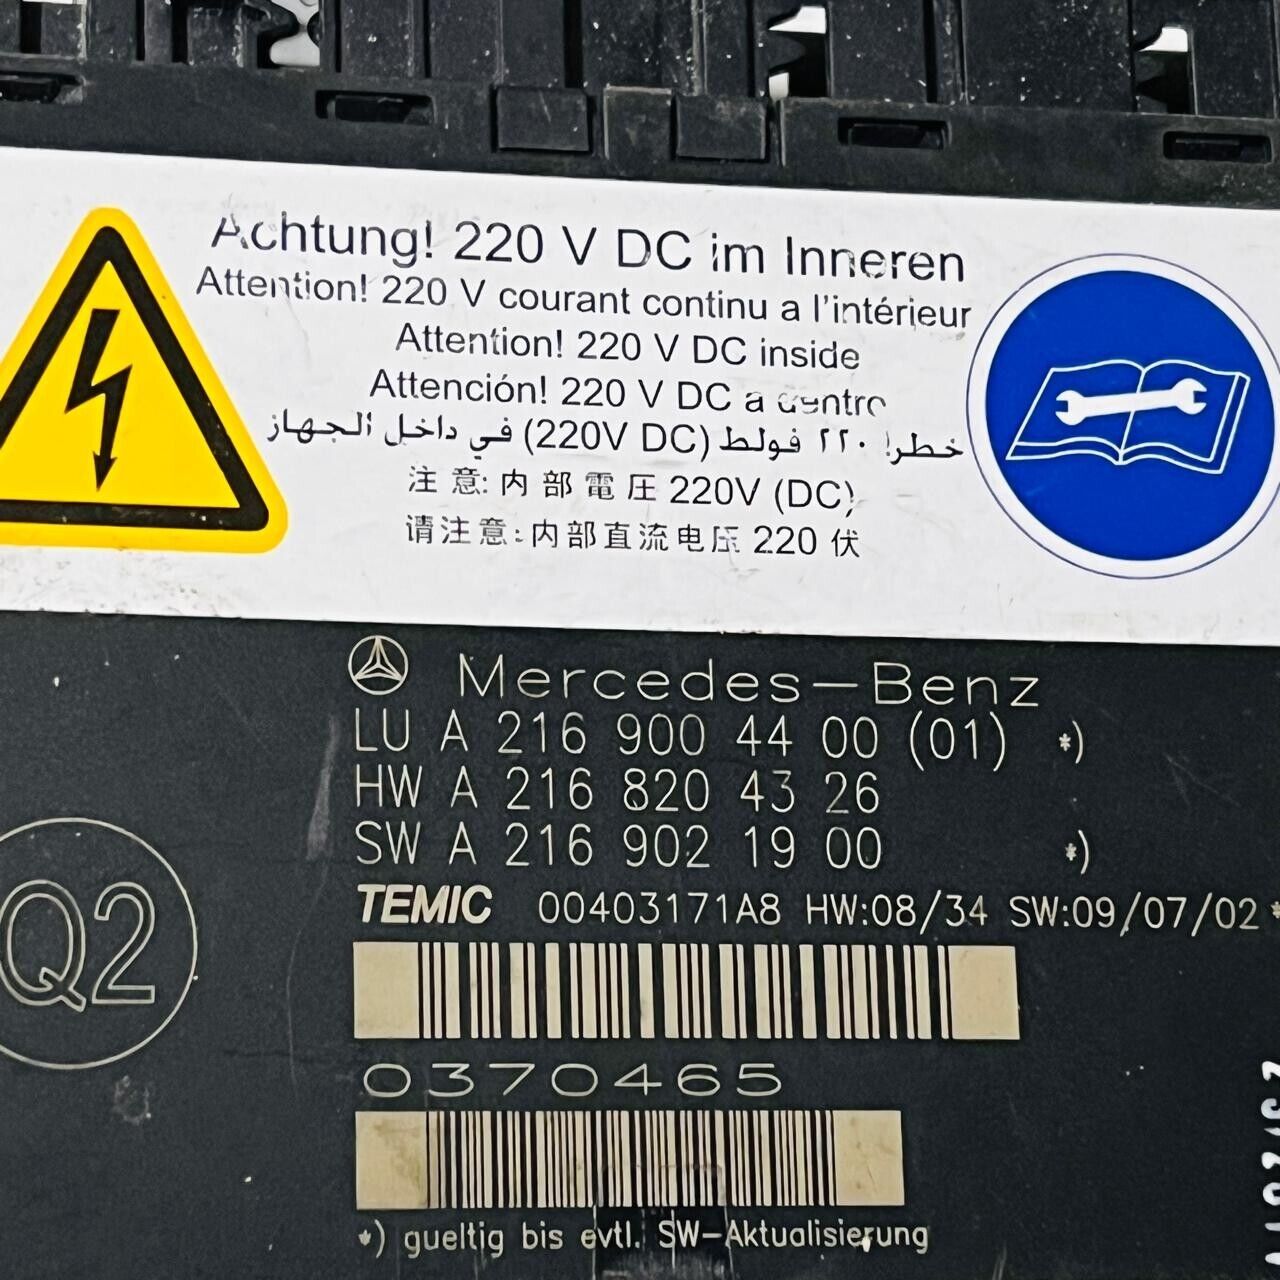 Achtung! 220 V DC im Inneren
Attention! 220 V courant continu a l'intérieur
Attention! 220 V DC inside
Attención! 220 V DC a dentro
خطر! ٢٢٠ فولط (220V DC) في داخل الجهاز
注意: 内部電圧 220V (DC)
请注意: 内部直流电压 220 伏
Mercedes-Benz
LU A 216 900 44 00 (01) *)
HW A 216 820 43 26
SW A 216 902 19 00 *)
TEMIC 00403171A8 HW:08/34 SW:09/07/02 *
Q2
0370465
*) gueltig bis evtl. SW-Aktualisierung